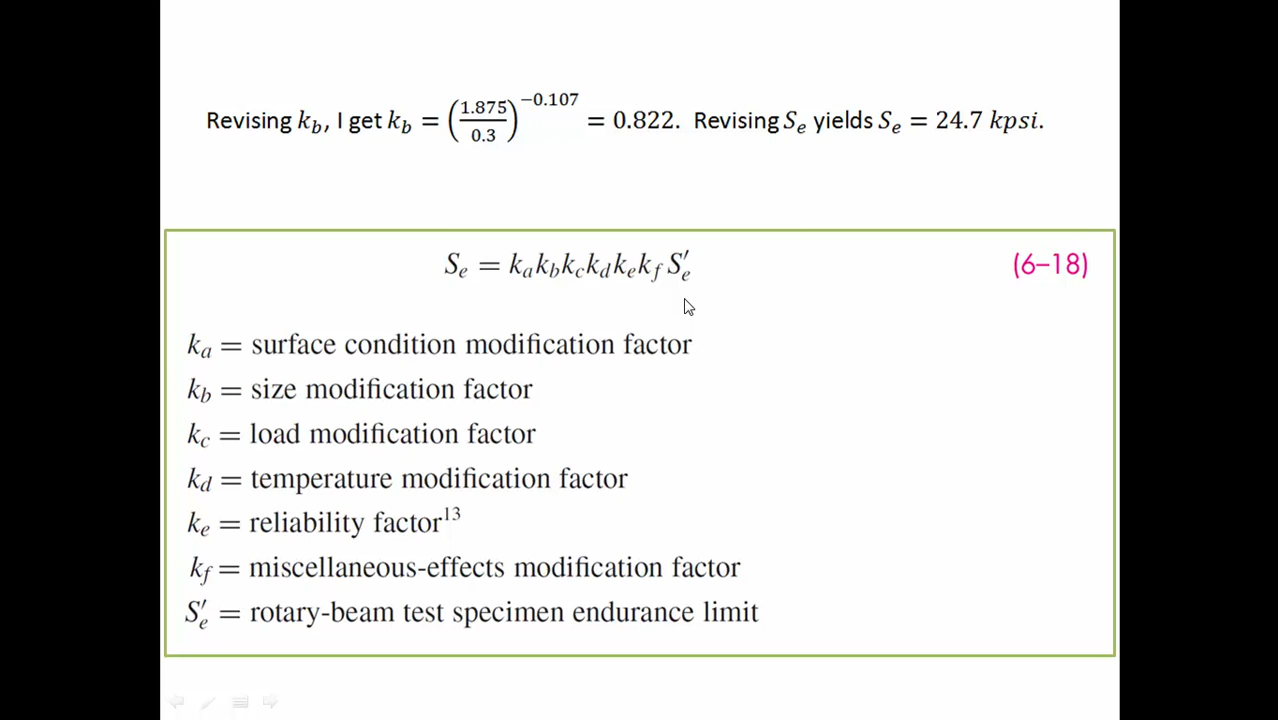 Revising k_b, I get k_b = (1.875/0.3)^−0.107 = 0.822. Revising S_e yields S_e = 24.7 kpsi.
S_e = k_a k_b k_c k_d k_e k_f S′_e (6–18)
k_a = surface condition modification factor
k_b = size modification factor
k_c = load modification factor
k_d = temperature modification factor
k_e = reliability factor^13
k_f = miscellaneous-effects modification factor
S′_e = rotary-beam test specimen endurance limit